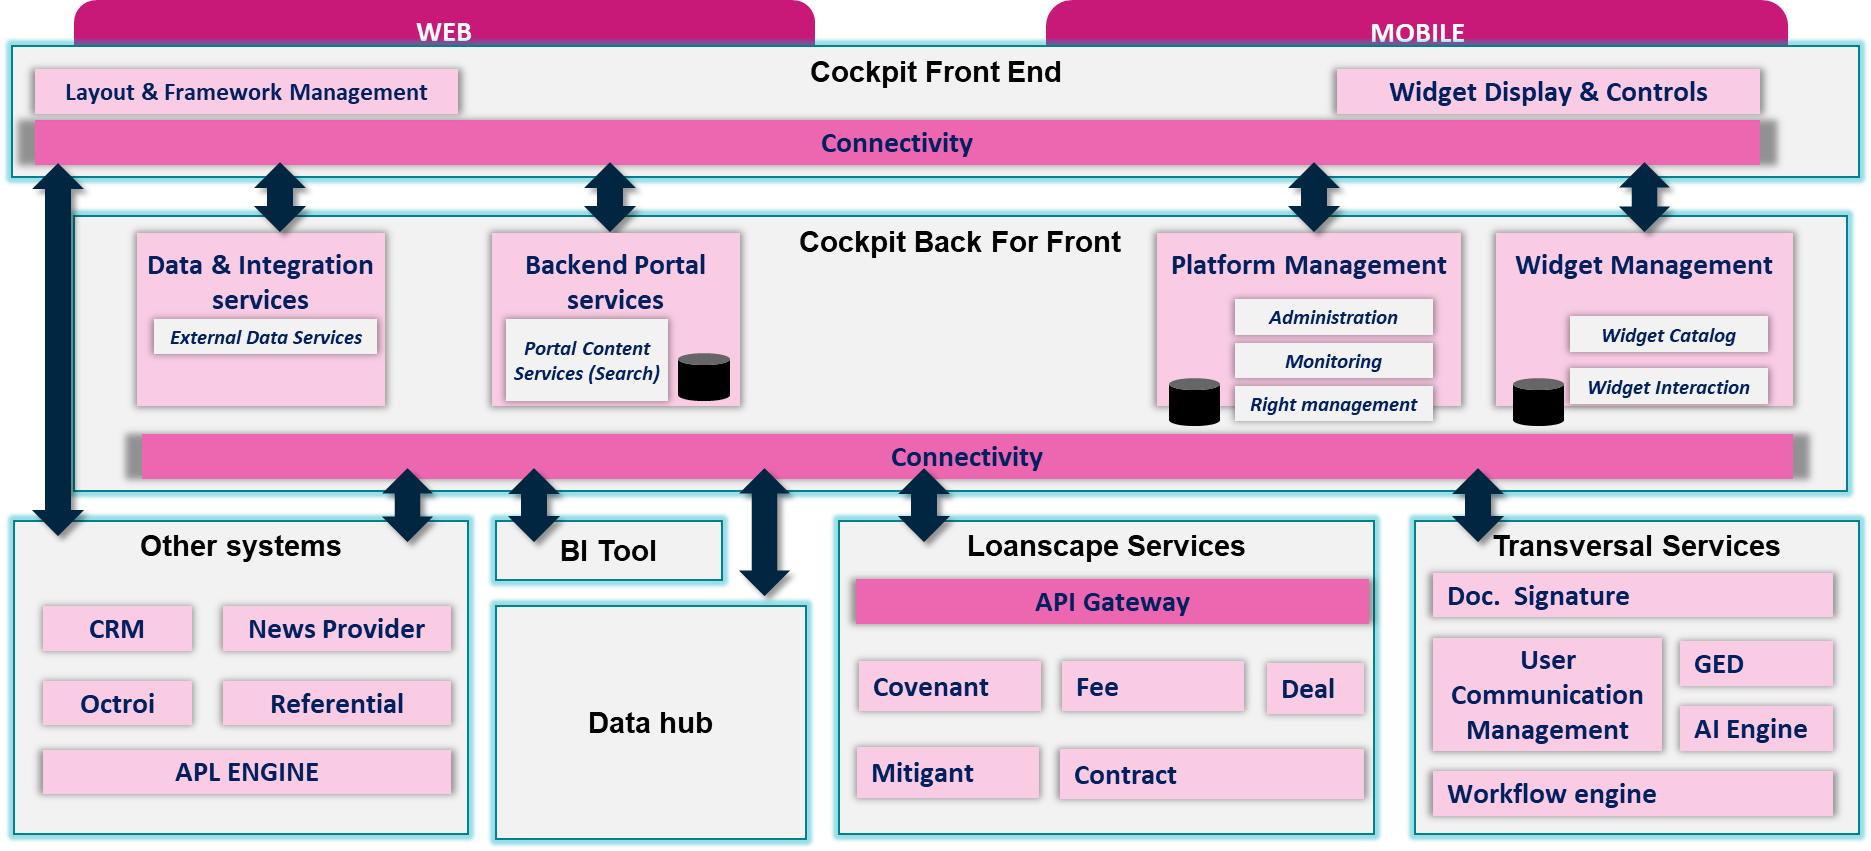 WEB
MOBILE
Cockpit Front End
Layout & Framework Management
Widget Display & Controls
Connectivity
Cockpit Back For Front
Data & Integration
services
External Data Services
Backend Portal
services
Portal Content
Services (Search)
Platform Management
Administration
Monitoring
Right management
Widget Management
Widget Catalog
Widget Interaction
Connectivity
Other systems
CRM
News Provider
Octroi
Referential
APL ENGINE
BI Tool
Data hub
Loanscape Services
API Gateway
Covenant
Fee
Deal
Mitigant
Contract
Transversal Services
Doc.  Signature
User
Communication
Management
GED
AI Engine
Workflow engine